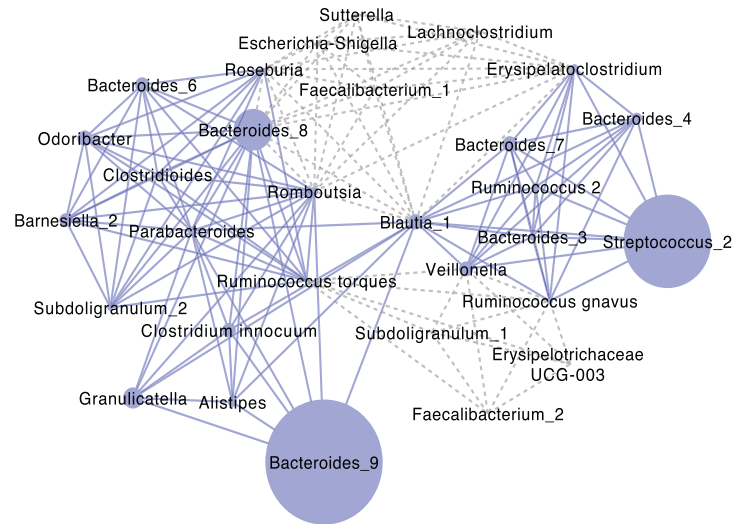 Sutterella
Lachnoclostridium
Escherichia-Shigella
Roseburia
Erysipelatoclostridium
Bacteroides_6
Faecalibacterium_1
Bacteroides_4
Bacteroides_8
Odoribacter
Bacteroides_7
Clostridioides
Ruminococcus 2
Romboutsia
Barnesiella_2
Blautia_1
Parabacteroides
Bacteroides_3
Streptococcus_2
Veillonella
Ruminococcus torques
Ruminococcus gnavus
Subdoligranulum_2
Clostridium innocuum
Subdoligranulum_1
Erysipelotrichaceae
UCG-003
Granulicatella
Alistipes
Faecalibacterium_2
Bacteroides_9